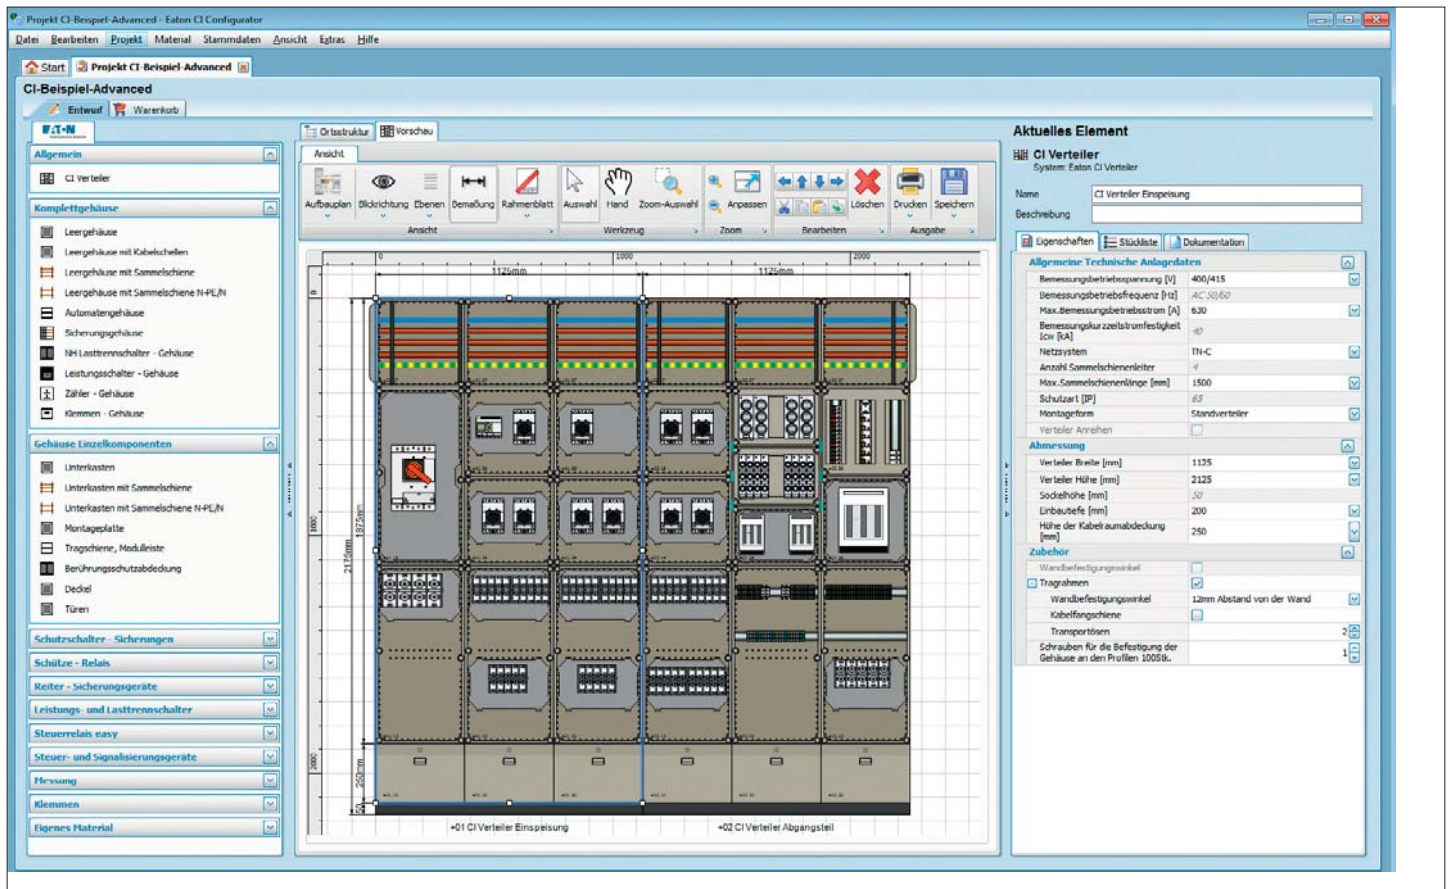 Projekt CI-Beispiel-Advanced - Eaton CI Configurator
Datei Bearbeiten Projekt Material Stammdaten Ansicht Extras Hilfe
Start Projekt CI-Beispiel-Advanced
CI-Beispiel-Advanced
Entwurf Warenkorb
Allgemein
CI Verteiler
Komplettgehäuse
Leergehäuse
Leergehäuse mit Kabelschellen
Leergehäuse mit Sammelschiene
Leergehäuse mit Sammelschiene N-PE/N
Automatengehäuse
Sicherungsgehäuse
NH Lasttrennschalter - Gehäuse
Leistungsschalter - Gehäuse
Zähler - Gehäuse
Klemmen - Gehäuse
Gehäuse Einzelkomponenten
Unterkasten
Unterkasten mit Sammelschiene
Unterkasten mit Sammelschiene N-PE/N
Montageplatte
Tragschiene, Modulleiste
Berührungsschutzabdeckung
Deckel
Türen
Schutzschalter - Sicherungen
Schütze - Relais
Reiter - Sicherungsgeräte
Leistungs- und Lasttrennschalter
Steuerrelais easy
Steuer- und Signalisierungsgeräte
Messung
Klemmen
Eigenes Material
Ortsstruktur Vorschau
Ansicht
Aufbauplan Blickrichtung Ebenen Bemaßung Rahmenblatt Auswahl Hand Zoom-Auswahl Anpassen Löschen Drucken Speichern
Ansicht Werkzeug Zoom Bearbeiten Ausgabe
0 1000 2000
1125mm 1125mm
0
1000
2000
2175mm
1875mm
250mm
50
+01 CI Verteiler Einspeisung +02 CI Verteiler Abgangsteil
Aktuelles Element
CI Verteiler
System: Eaton CI Verteiler
Name CI Verteiler Einspeisung
Beschreibung
Eigenschaften Stückliste Dokumentation
Allgemeine Technische Anlagedaten
Bemessungsbetriebsspannung [V] 400/415
Bemessungsbetriebsfrequenz [Hz] AC 50/60
Max.Bemessungsbetriebsstrom [A] 630
Bemessungskurzzeitstromfestigkeit
Icw [kA] 40
Netzsystem TN-C
Anzahl Sammelschienenleiter 4
Max.Sammelschienenlänge [mm] 1500
Schutzart [IP] 65
Montageform Standverteiler
Verteiler Anreihen
Abmessung
Verteiler Breite [mm] 1125
Verteiler Höhe [mm] 2125
Sockelhöhe [mm] 50
Einbautiefe [mm] 200
Höhe der Kabelraumabdeckung
[mm] 250
Zubehör
Wandbefestigungswinkel
Tragrahmen
Wandbefestigungswinkel 12mm Abstand von der Wand
Kabelfangschiene
Transportösen 2
Schrauben für die Befestigung der
Gehäuse an den Profilen 100Stk. 1